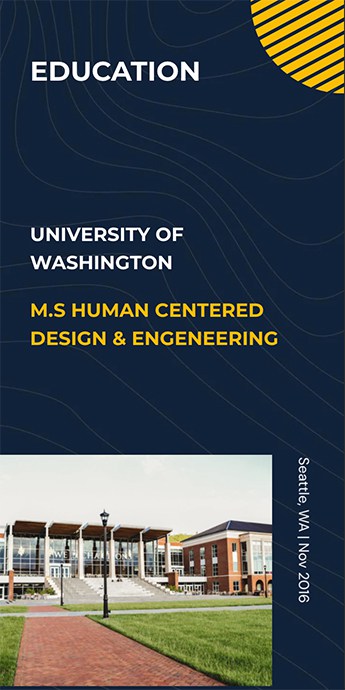 EDUCATION
UNIVERSITY OF
WASHINGTON
M.S HUMAN CENTERED
DESIGN & ENGENEERING
Seattle, WA | Nov 2016